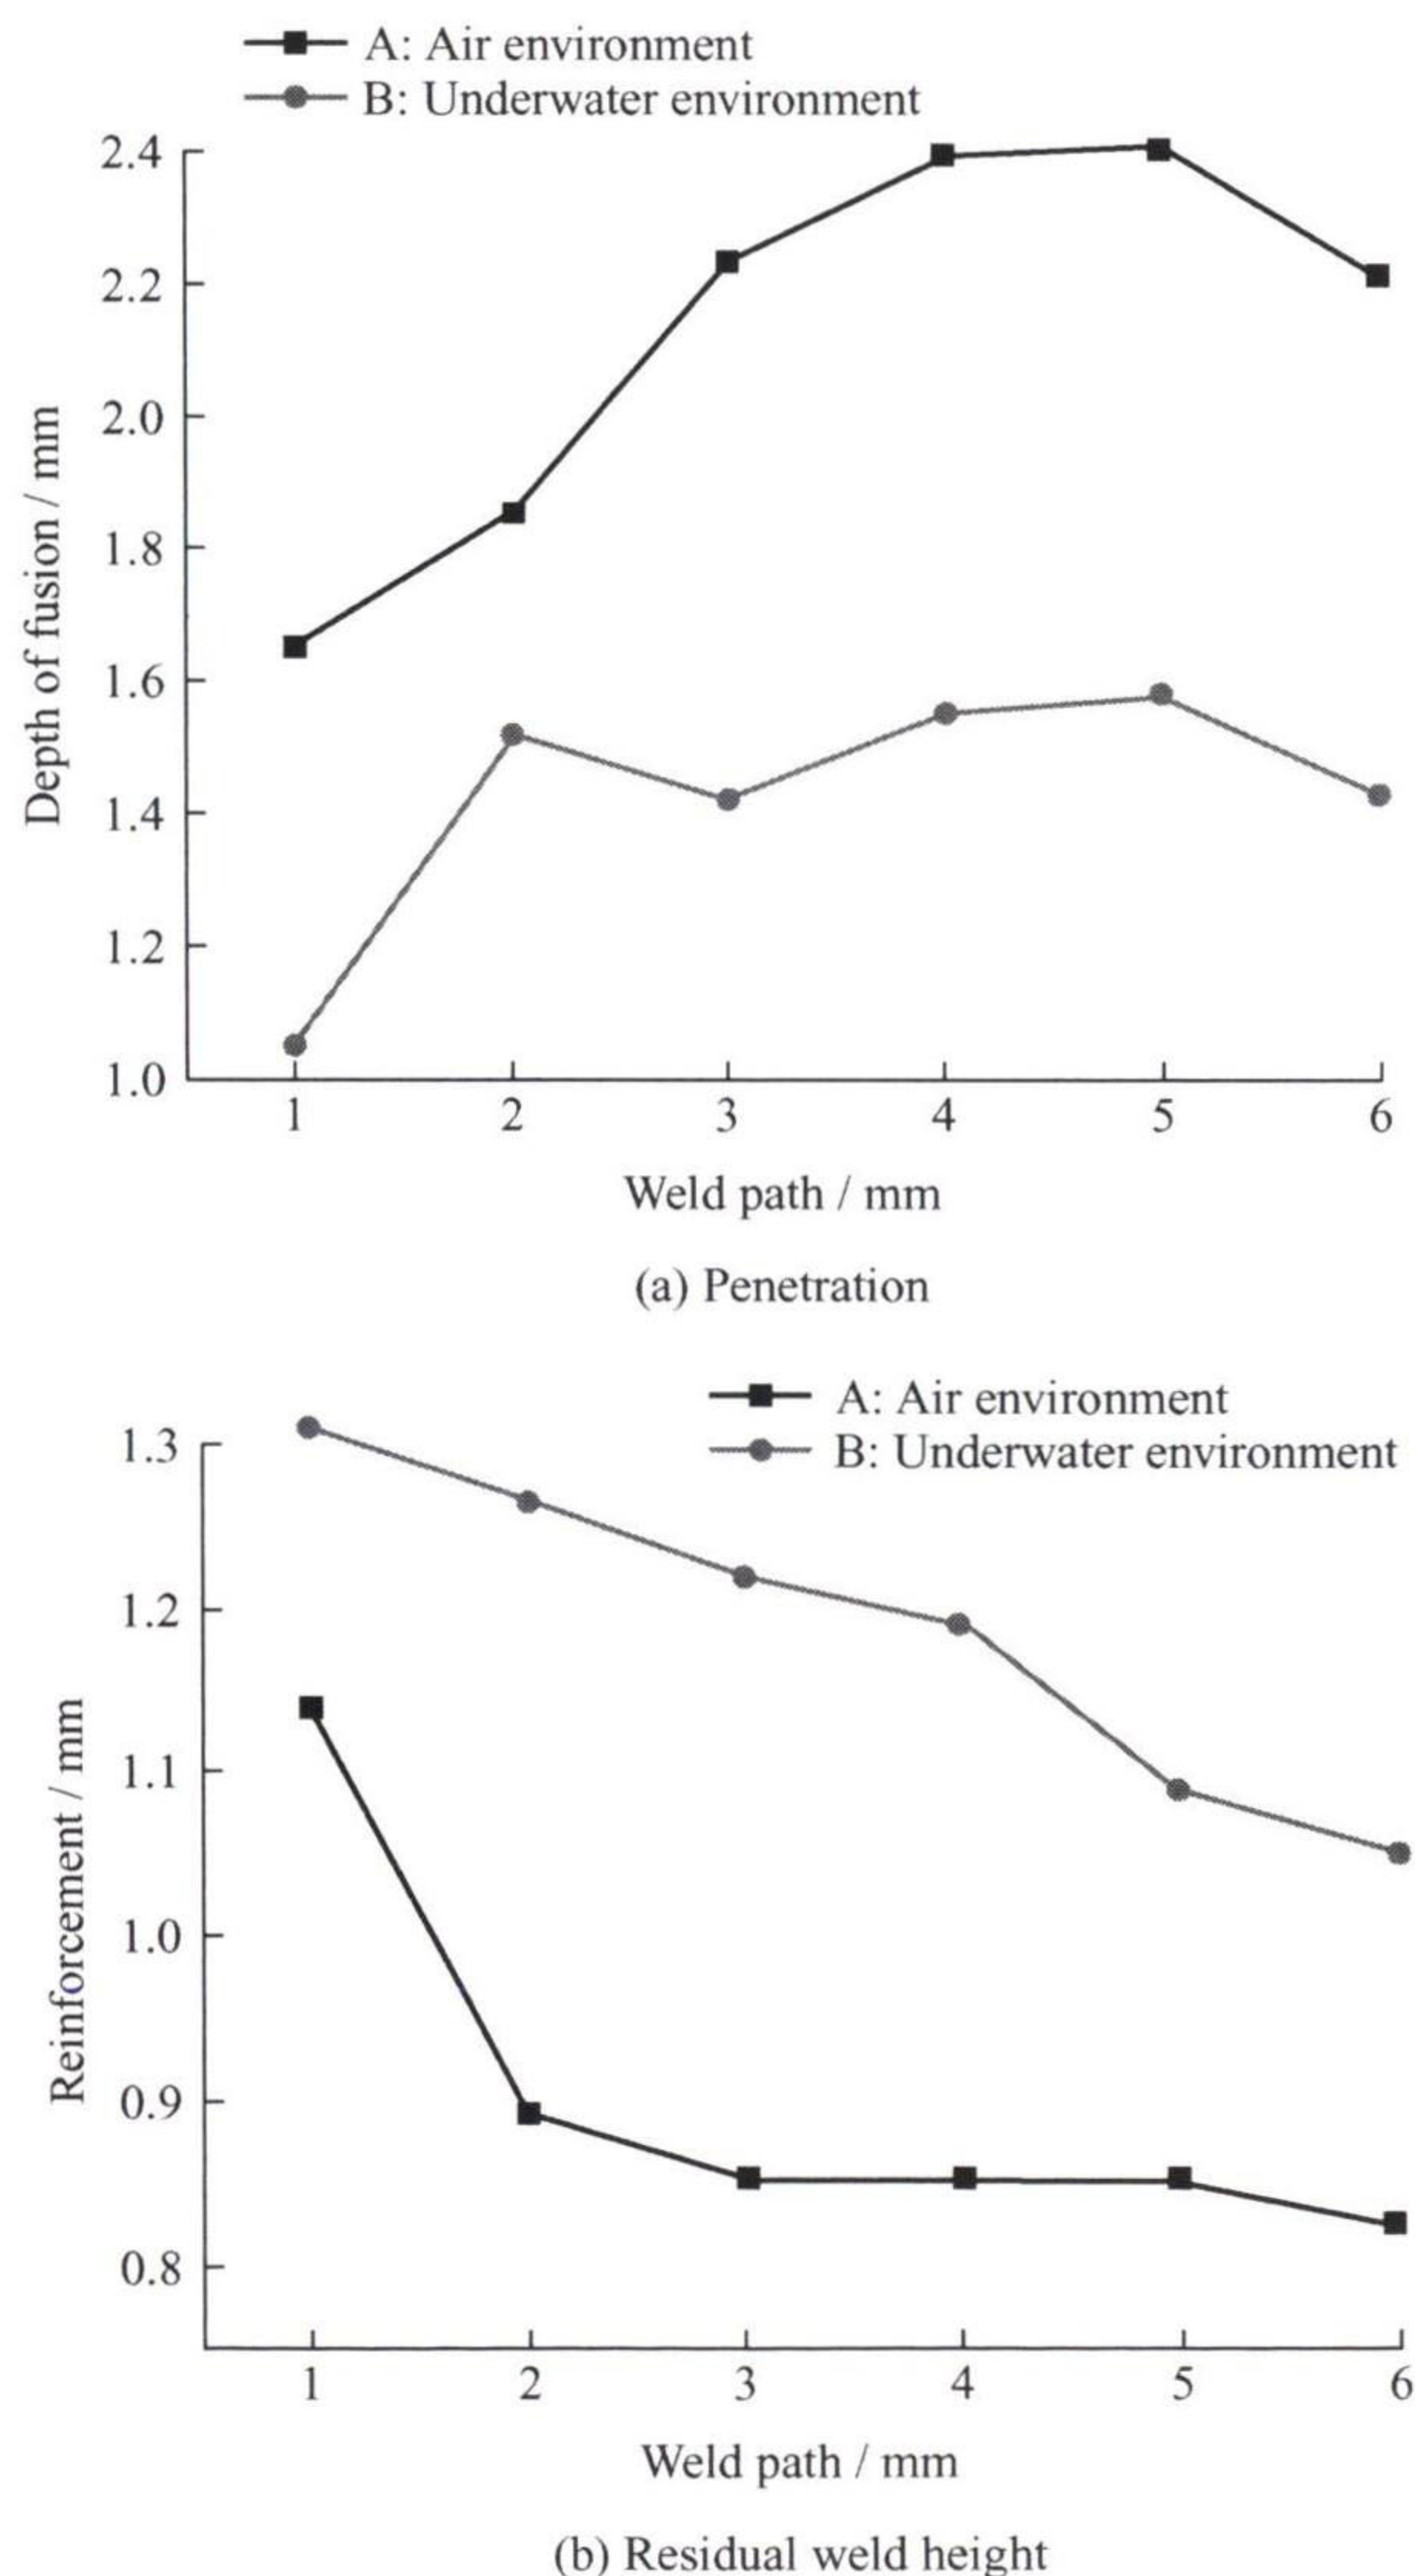 A: Air environment
B: Underwater environment
2.4
2.2
2.0
1.8
1.6
1.4
1.2
1.0
Depth of fusion / mm
1 2 3 4 5 6
Weld path / mm
(a) Penetration
A: Air environment
B: Underwater environment
1.3
1.2
1.1
1.0
0.9
0.8
Reinforcement / mm
1 2 3 4 5 6
Weld path / mm
(b) Residual weld height